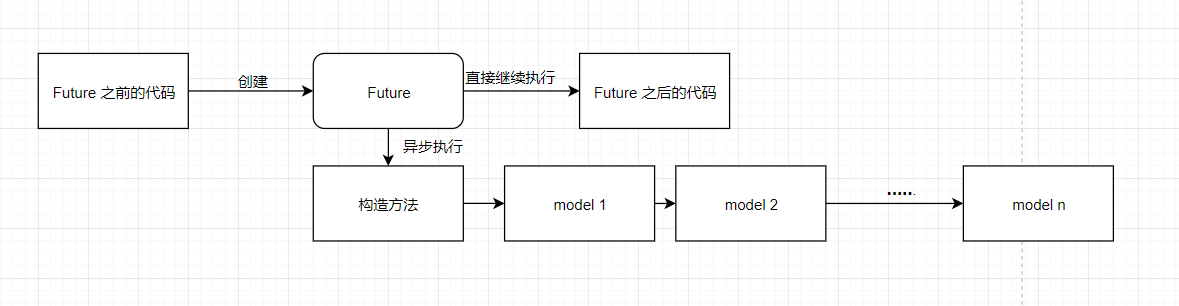 Future 之前的代码
创建
Future
直接继续执行
Future 之后的代码
异步执行
构造方法
model 1
model 2
......
model n